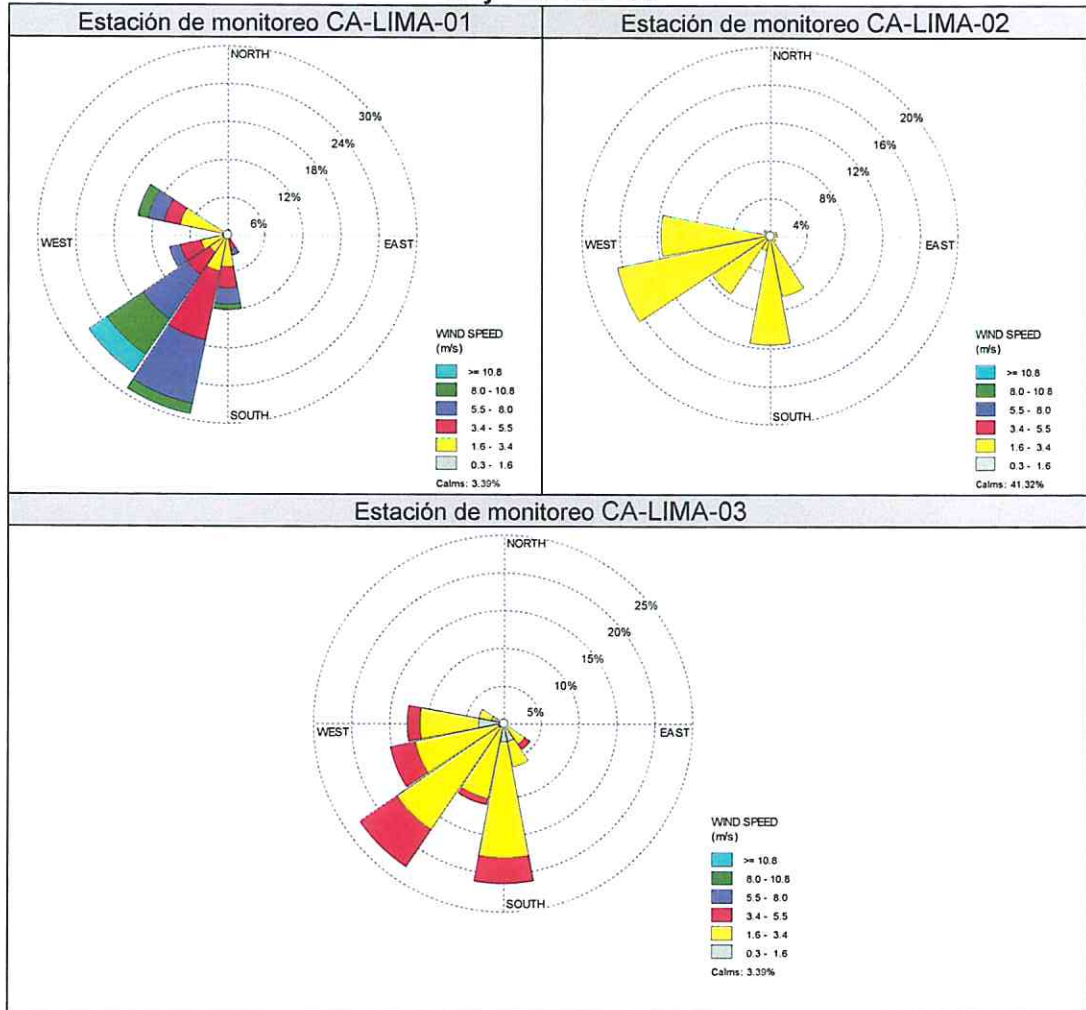 Estación de monitoreo CA-LIMA-01
NORTH
30%
24%
18%
12%
6%
WEST
EAST
SOUTH
WIND SPEED
(m/s)
>= 10.8
8.0 - 10.8
5.5 - 8.0
3.4 - 5.5
1.6 - 3.4
0.3 - 1.6
Calms: 3.39%
Estación de monitoreo CA-LIMA-02
NORTH
20%
16%
12%
8%
4%
WEST
EAST
SOUTH
WIND SPEED
(m/s)
>= 10.8
8.0 - 10.8
5.5 - 8.0
3.4 - 5.5
1.6 - 3.4
0.3 - 1.6
Calms: 41.32%
Estación de monitoreo CA-LIMA-03
NORTH
25%
20%
15%
10%
5%
WEST
EAST
SOUTH
WIND SPEED
(m/s)
>= 10.8
8.0 - 10.8
5.5 - 8.0
3.4 - 5.5
1.6 - 3.4
0.3 - 1.6
Calms: 3.39%